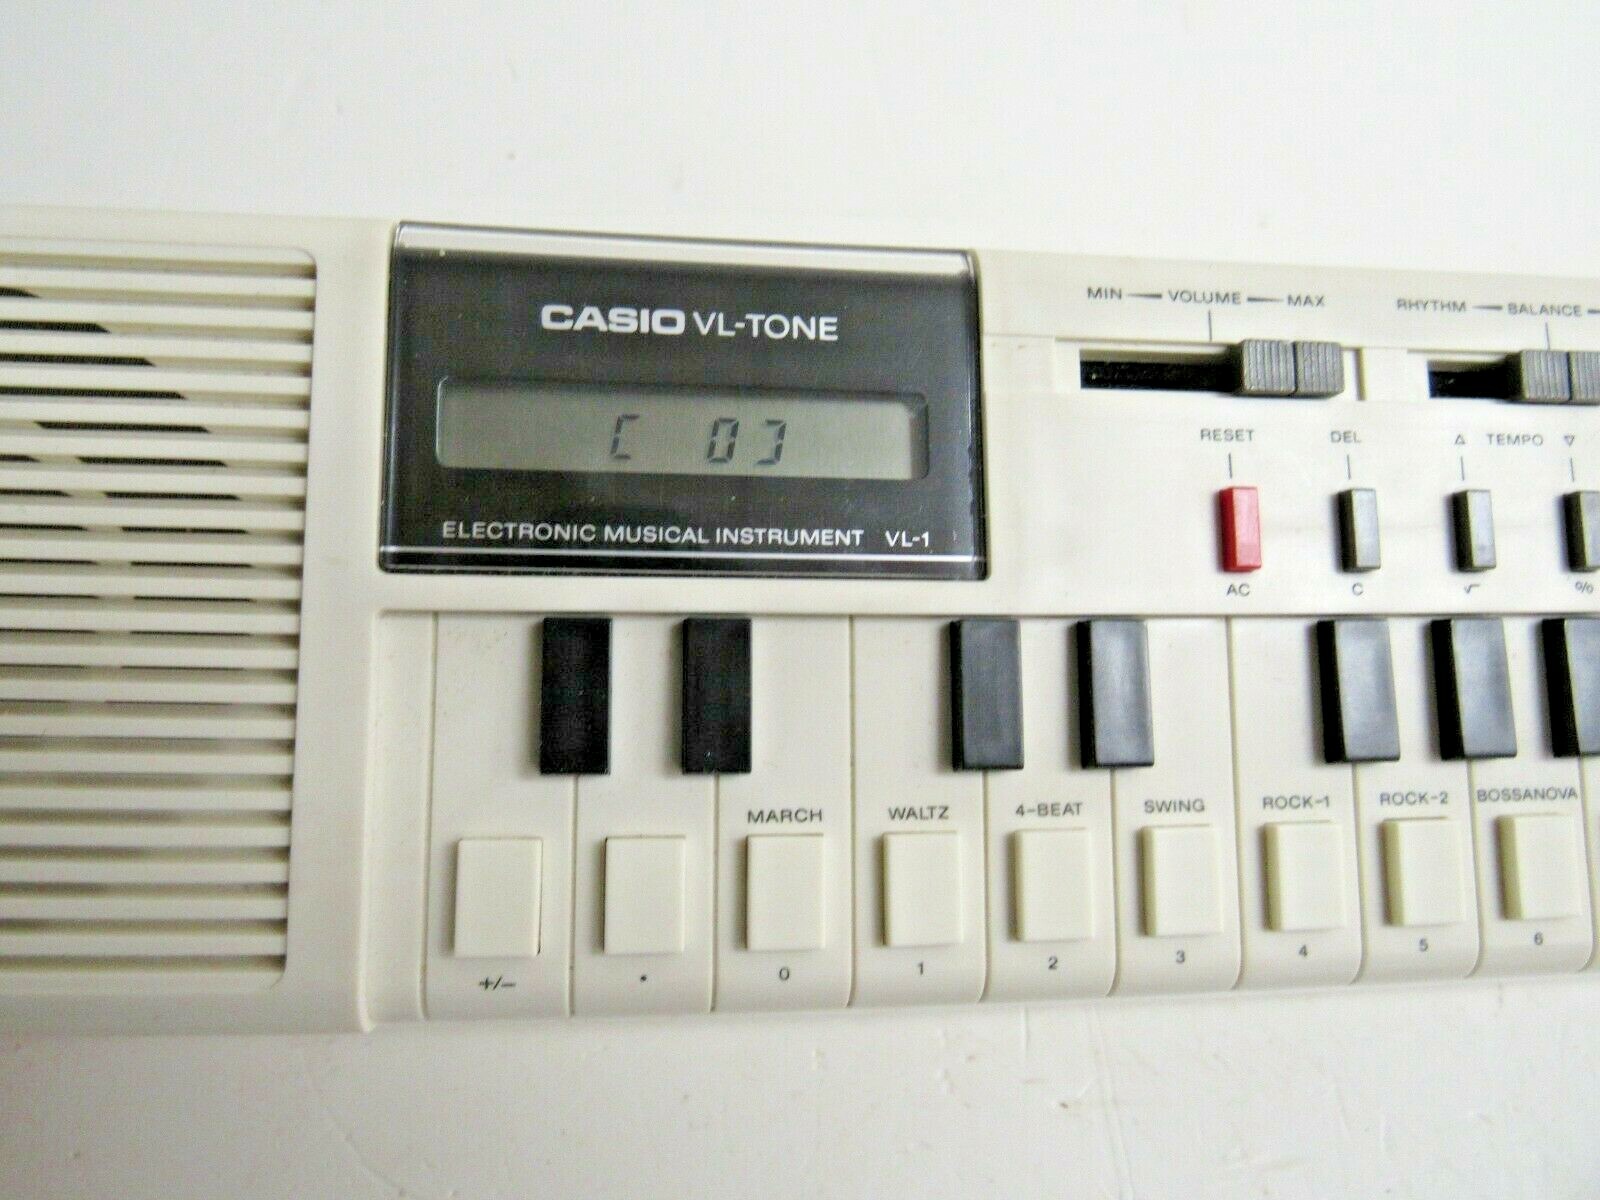 CASIO VL-TONE
[ 0]
ELECTRONIC MUSICAL INSTRUMENT VL-1
MIN VOLUME MAX
RHYTHM BALANCE
RESET DEL △ TEMPO ▽
AC C √ %
MARCH WALTZ 4-BEAT SWING ROCK-1 ROCK-2 BOSSANOVA
+/− . 0 1 2 3 4 5 6